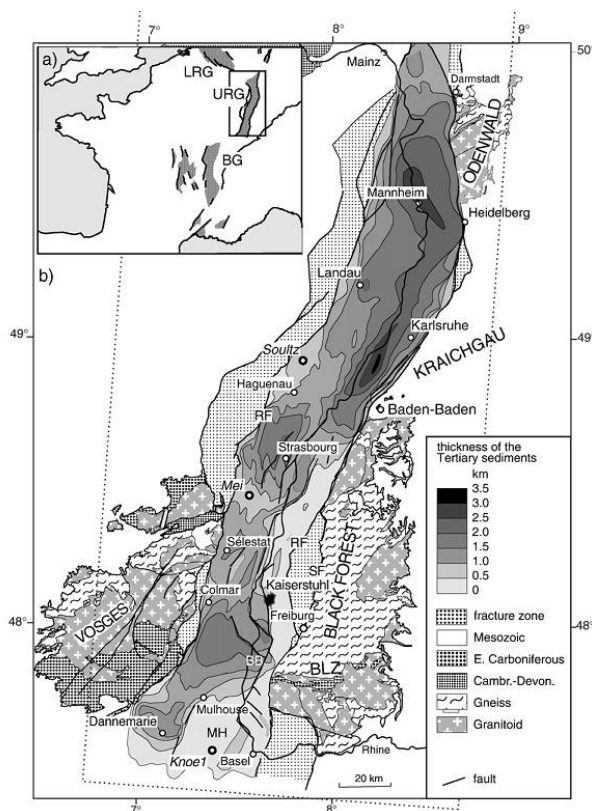 7°
8°
50°
a)
LRG
URG
BG
Mainz
Darmstadt
ODENWALD
Mannheim
Heidelberg
b)
Landau
49°
Karlsruhe
49°
KRAICHGAU
Soultz
Haguenau
Baden-Baden
RF
Strasbourg
Mei
RF
Sélestat
SF
BLACK FOREST
Kaiserstuhl
Colmar
VOSGES
Freiburg
48°
48°
BB
BLZ
Mulhouse
Dannemarie
MH
Rhine
Knoe1
Basel
20 km
7°
8°
thickness of the
Tertiary sediments
km
3.5
3.0
2.5
2.0
1.5
1.0
0.5
0
fracture zone
Mesozoic
E. Carboniferous
Cambr.-Devon.
Gneiss
Granitoid
fault